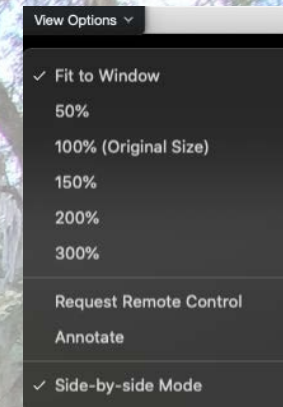 View Options
Fit to Window
50%
100% (Original Size)
150%
200%
300%
Request Remote Control
Annotate
Side-by-side Mode